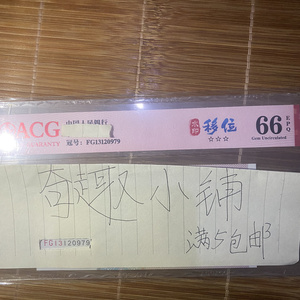 ACG
中国人民银行
冠号: FG13120979
移位
☆☆☆
66
EPQ
Gem Uncirculated
奇趣小铺
满5包邮
FG13120979